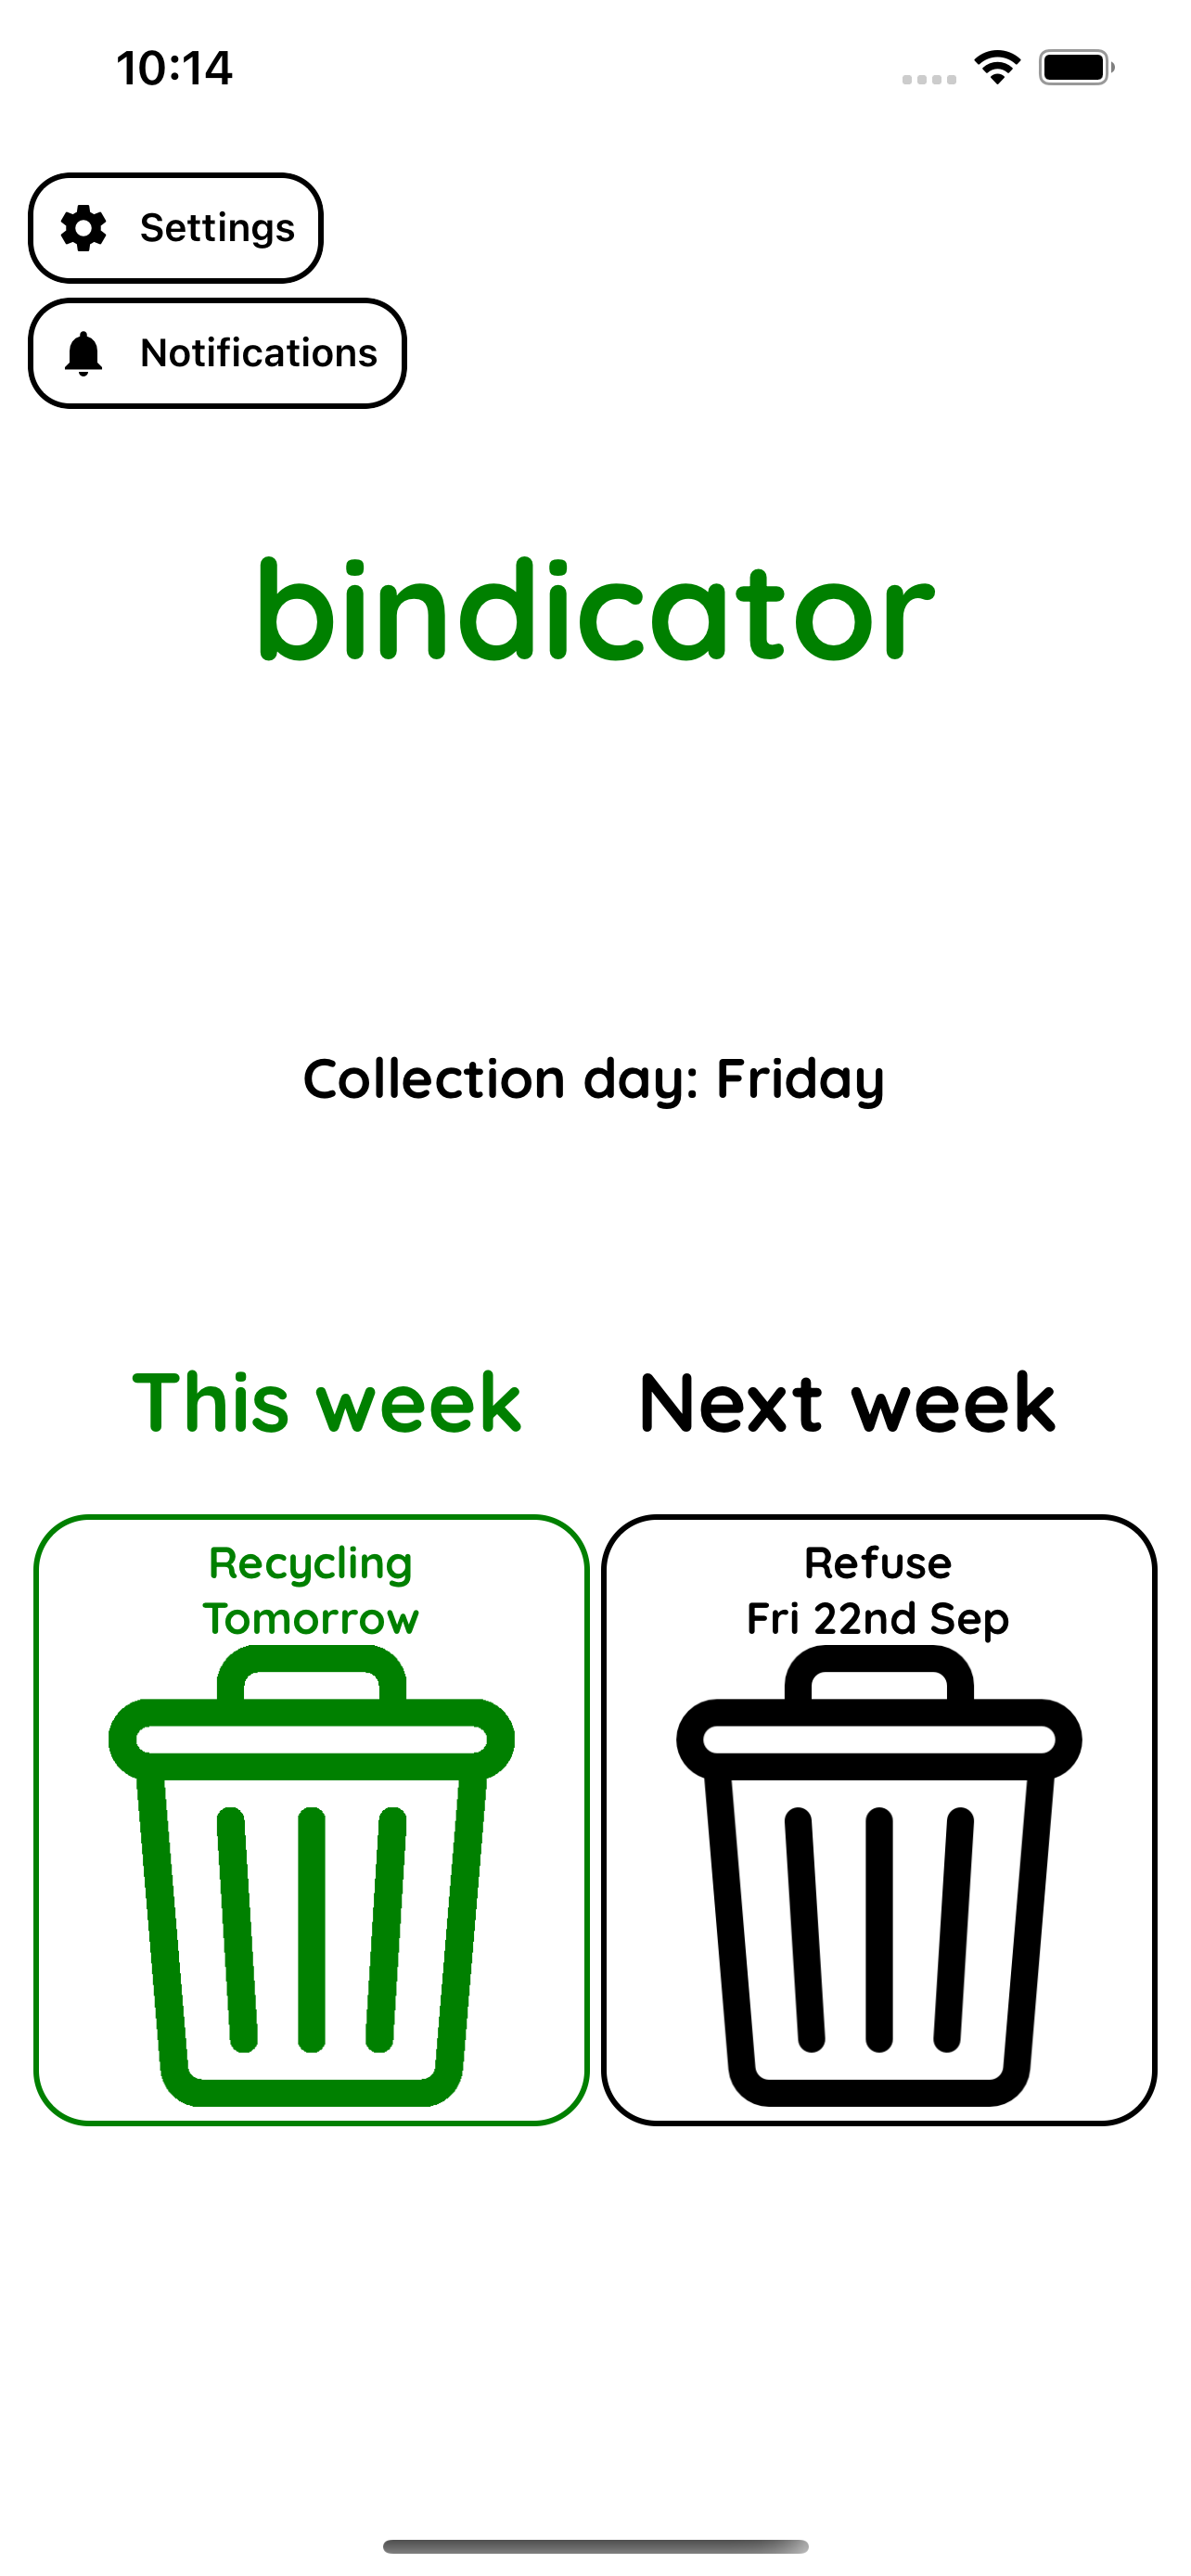 10:14
Settings
Notifications
bindicator
Collection day: Friday
This week
Next week
Recycling
Tomorrow
Refuse
Fri 22nd Sep